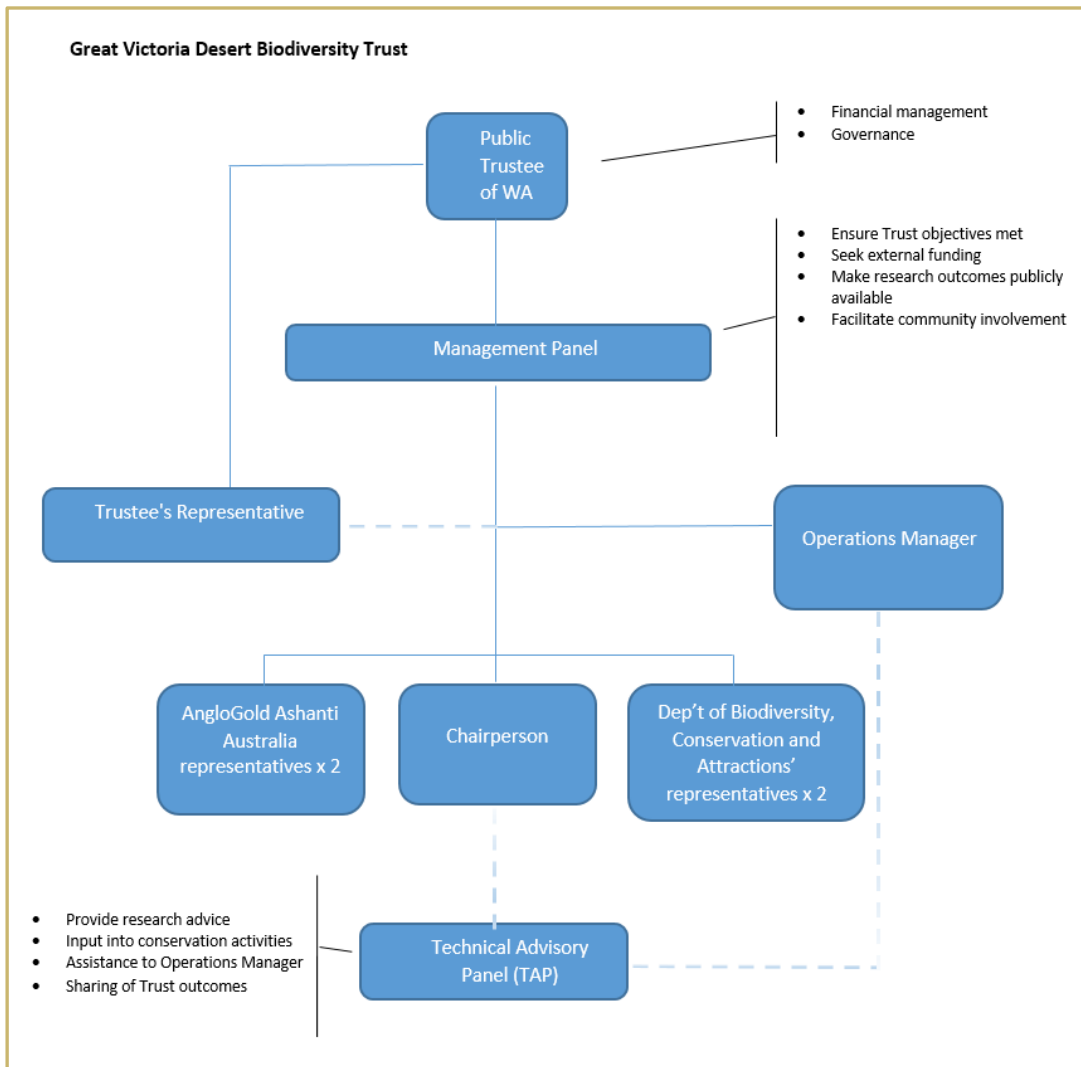 Great Victoria Desert Biodiversity Trust
Public
Trustee
of WA
• Financial management
• Governance
• Ensure Trust objectives met
• Seek external funding
• Make research outcomes publicly
available
• Facilitate community involvement
Management Panel
Trustee's Representative
Operations Manager
AngloGold Ashanti
Australia
representatives x 2
Chairperson
Dep’t of Biodiversity,
Conservation and
Attractions’
representatives x 2
• Provide research advice
• Input into conservation activities
• Assistance to Operations Manager
• Sharing of Trust outcomes
Technical Advisory
Panel (TAP)